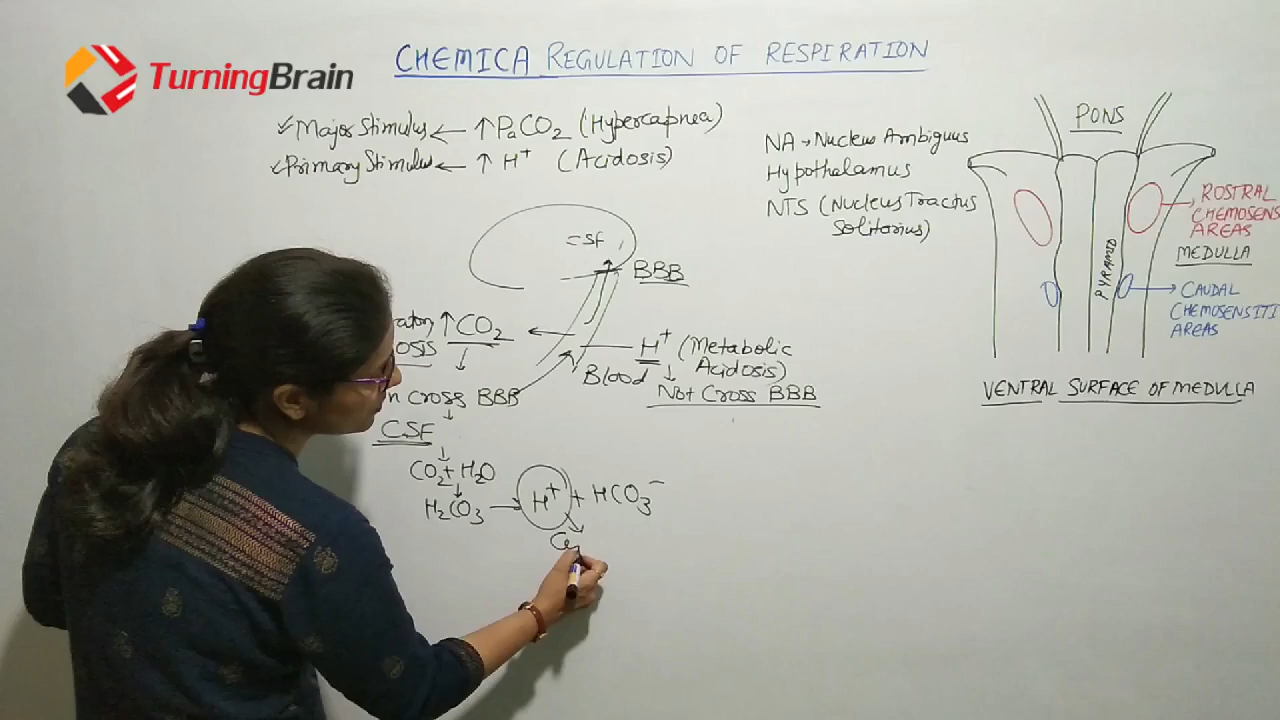 TurningBrain
CHEMICA REGULATION OF RESPIRATION
✓Major Stimulus ← ↑PaCO2 (Hypercapnea)
✓Primary Stimulus ← ↑ H+ (Acidosis)
NA → Nucleus Ambiguus
Hypothalamus
NTS (Nucleus Tractus
Solitarius)
PONS
ROSTRAL
CHEMOSENS
AREAS
MEDULLA
PYRAMID
CAUDAL
CHEMOSENSITI
AREAS
VENTRAL SURFACE OF MEDULLA
CSF
BBB
↑CO2 ←
H+ (Metabolic
Acidosis)
Blood
↓
Not Cross BBB
↓
Cross BBB
↓
CSF
↓
CO2 + H2O
↓
H2CO3 → H+ + HCO3-